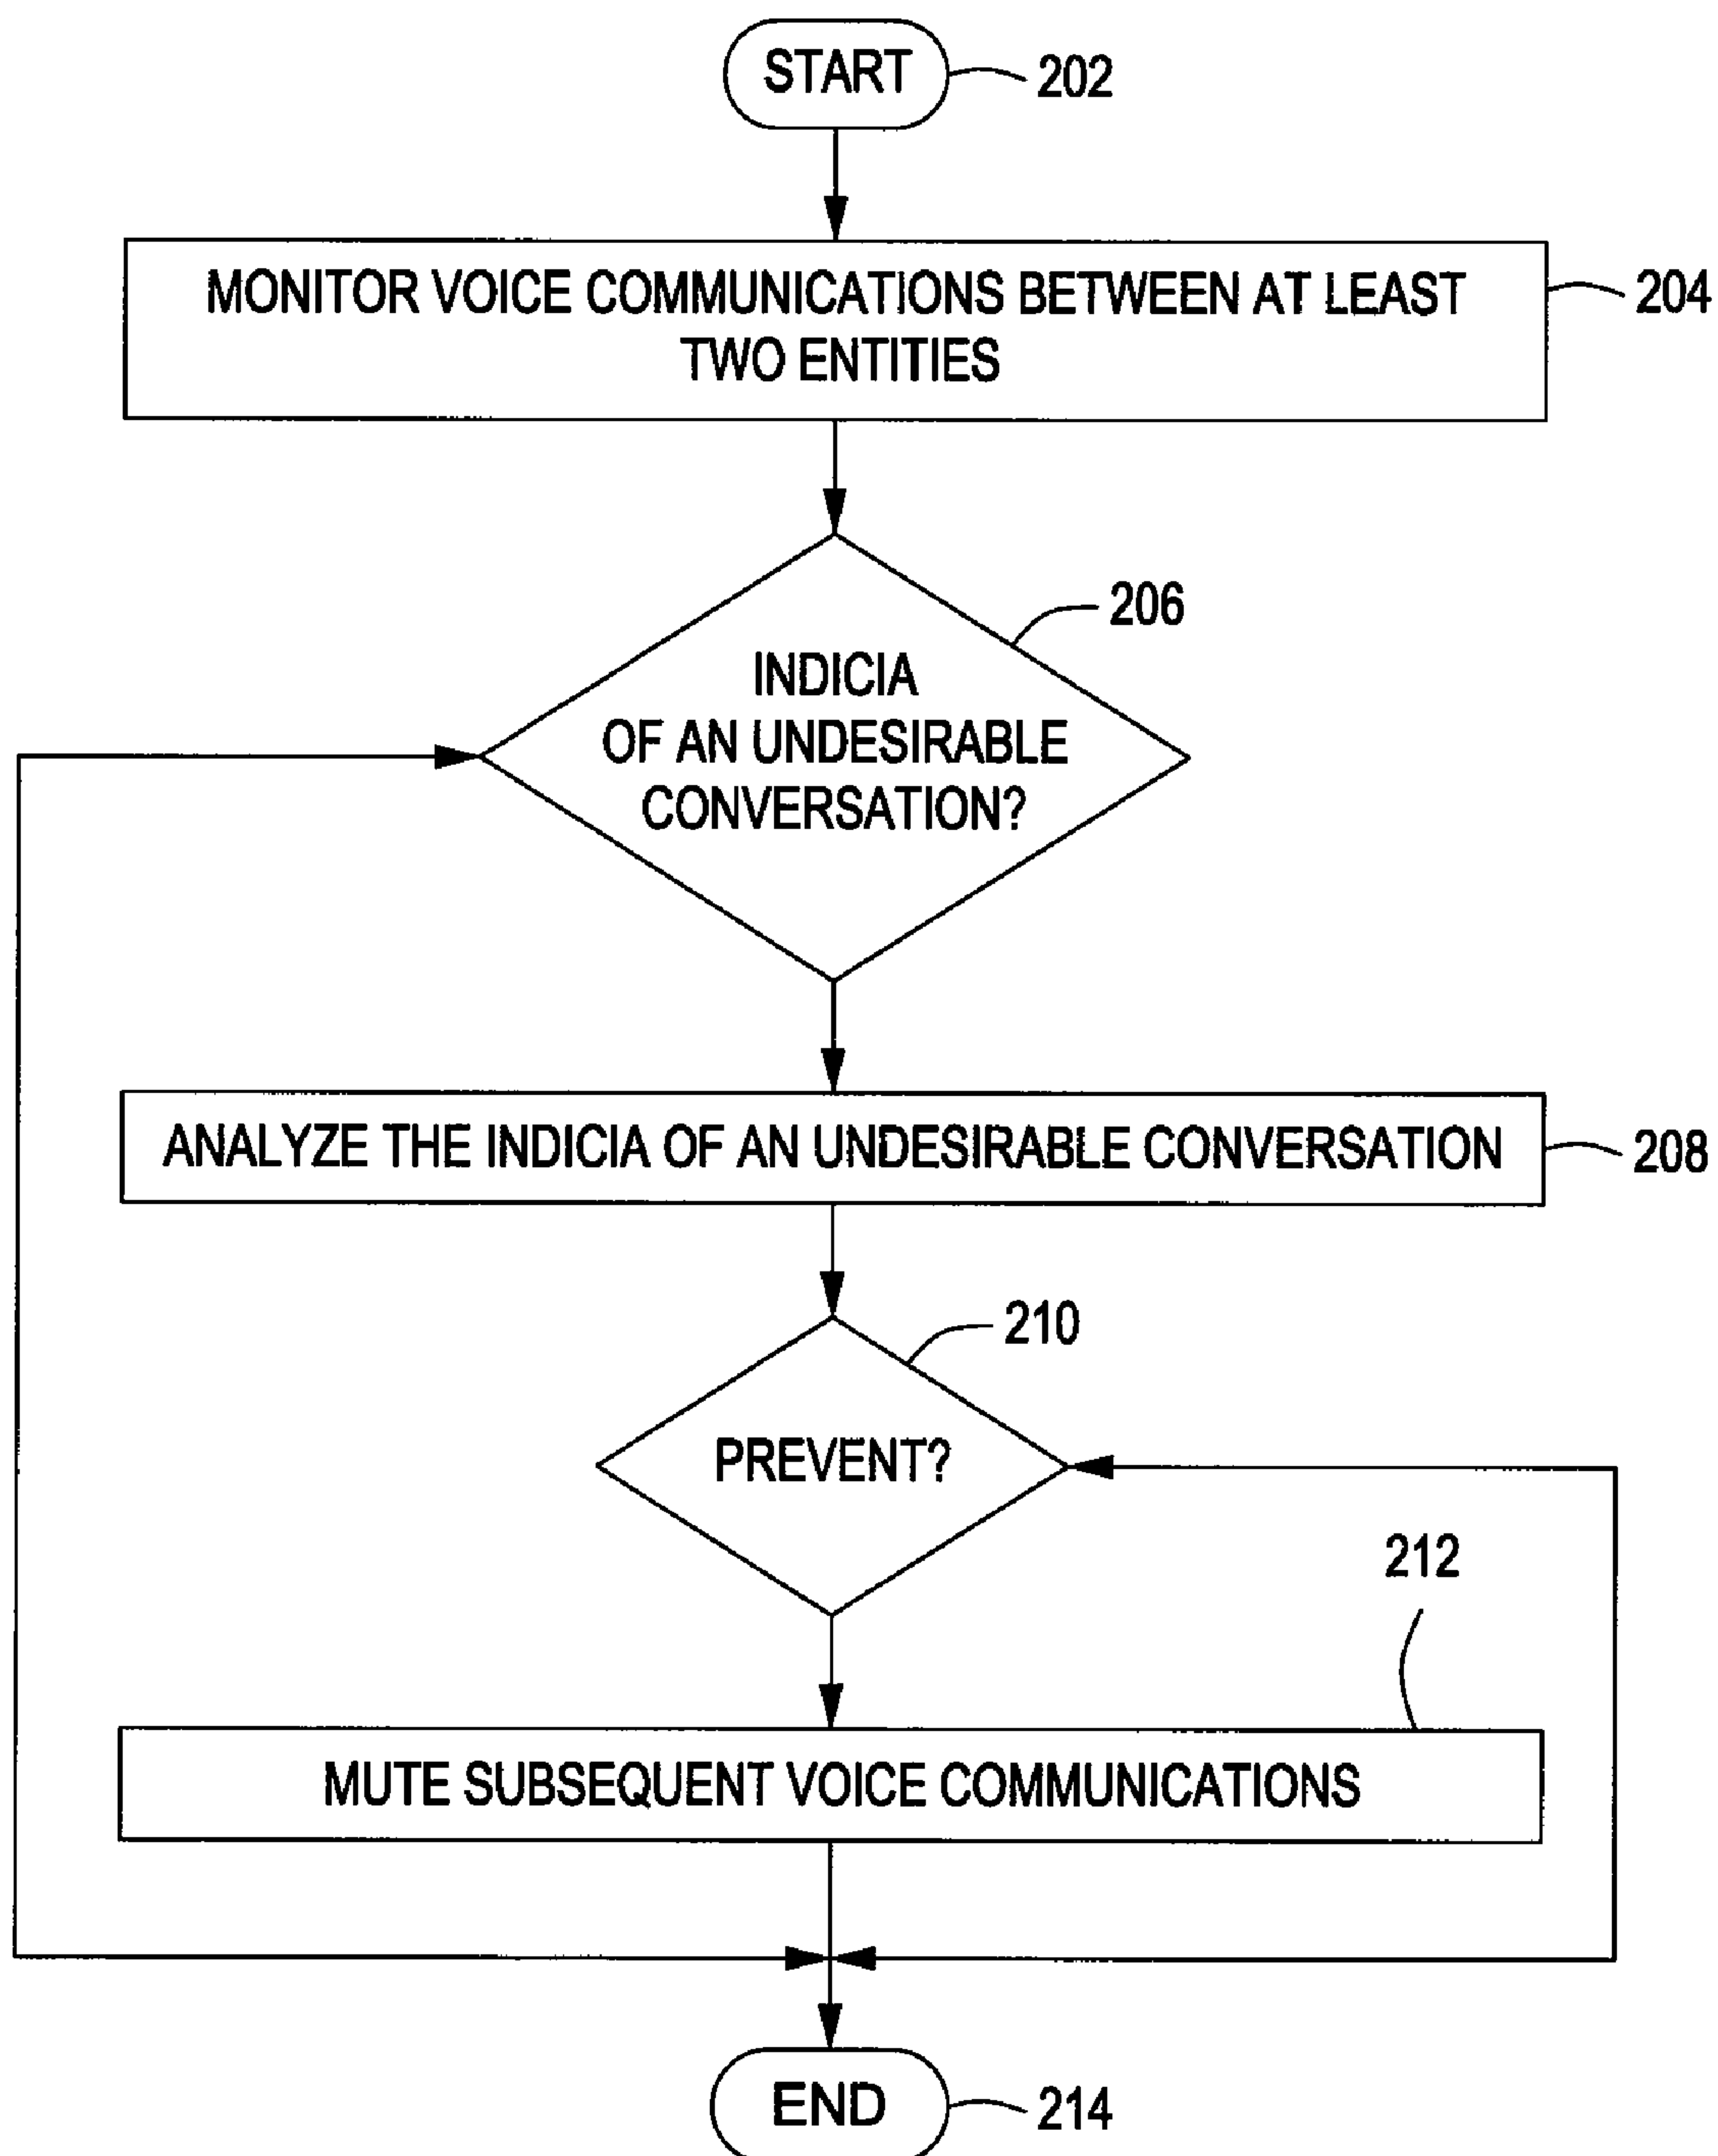 START
202
MONITOR VOICE COMMUNICATIONS BETWEEN AT LEAST
TWO ENTITIES
204
206
INDICIA
OF AN UNDESIRABLE
CONVERSATION?
ANALYZE THE INDICIA OF AN UNDESIRABLE CONVERSATION
208
210
PREVENT?
212
MUTE SUBSEQUENT VOICE COMMUNICATIONS
END
214